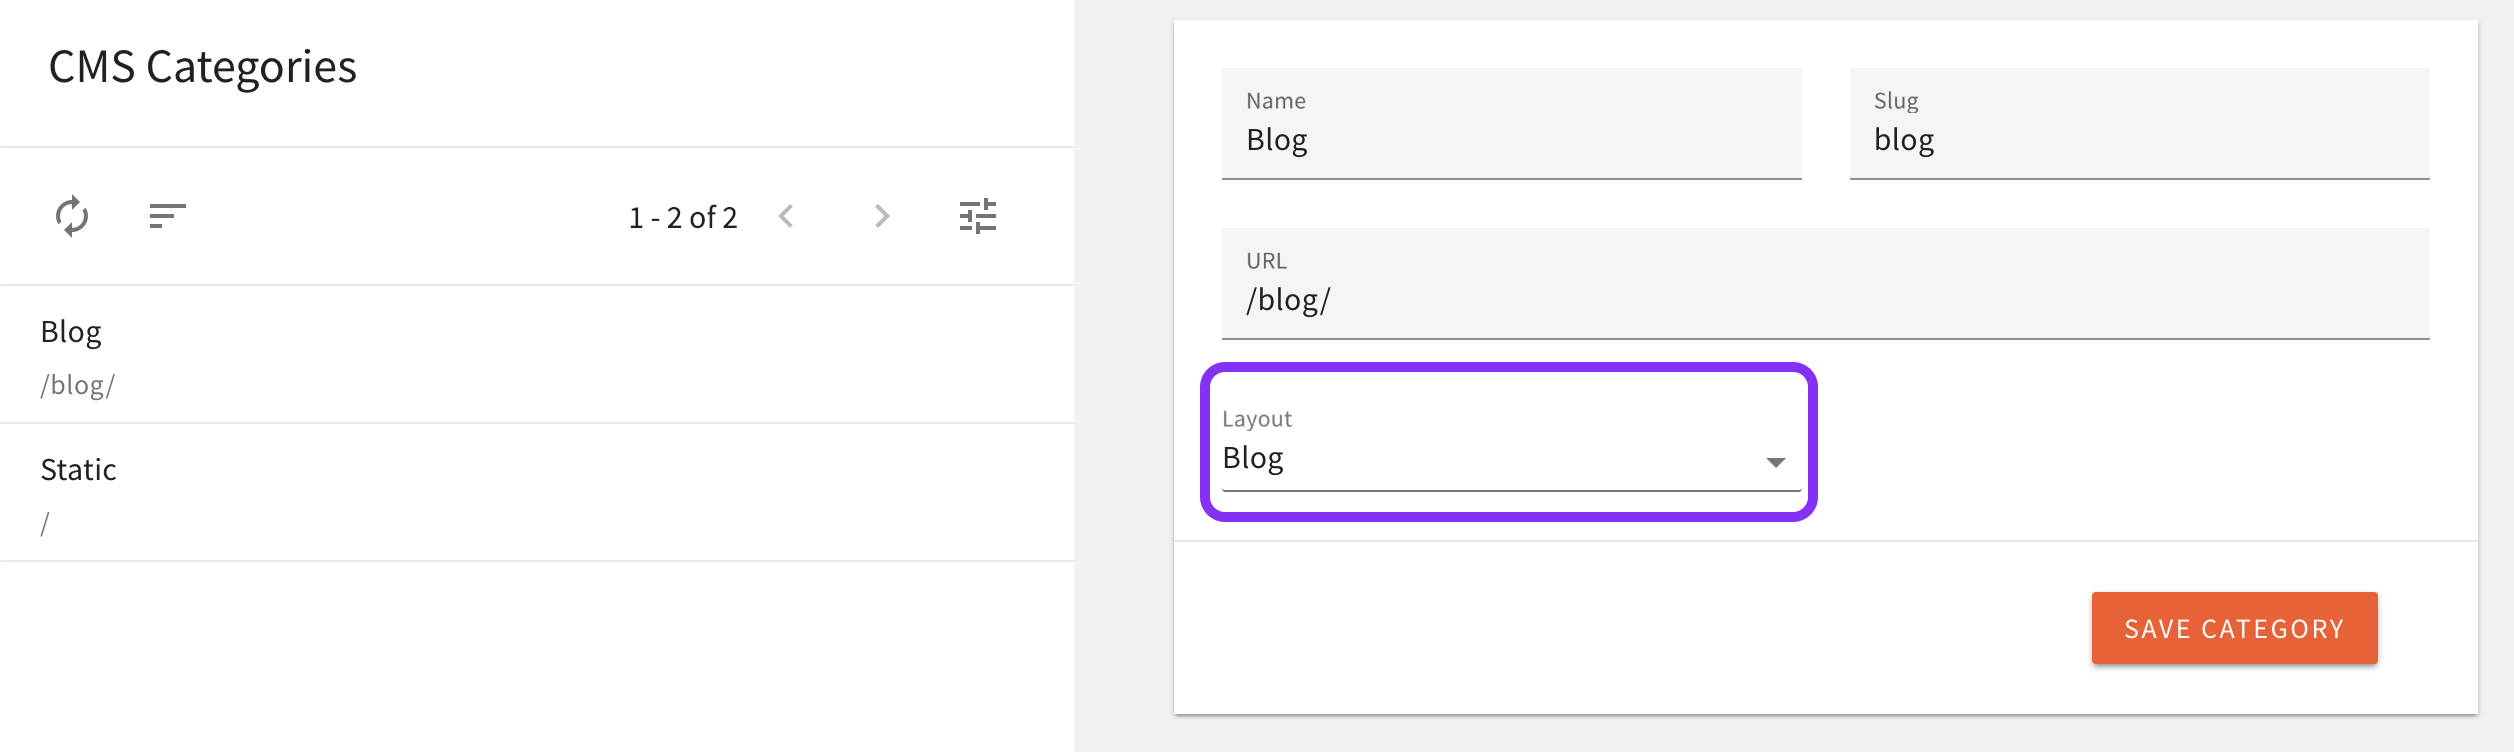 CMS Categories
1 - 2 of 2
Blog
/blog/
Static
/
Name
Blog
Slug
blog
URL
/blog/
Layout
Blog
SAVE CATEGORY